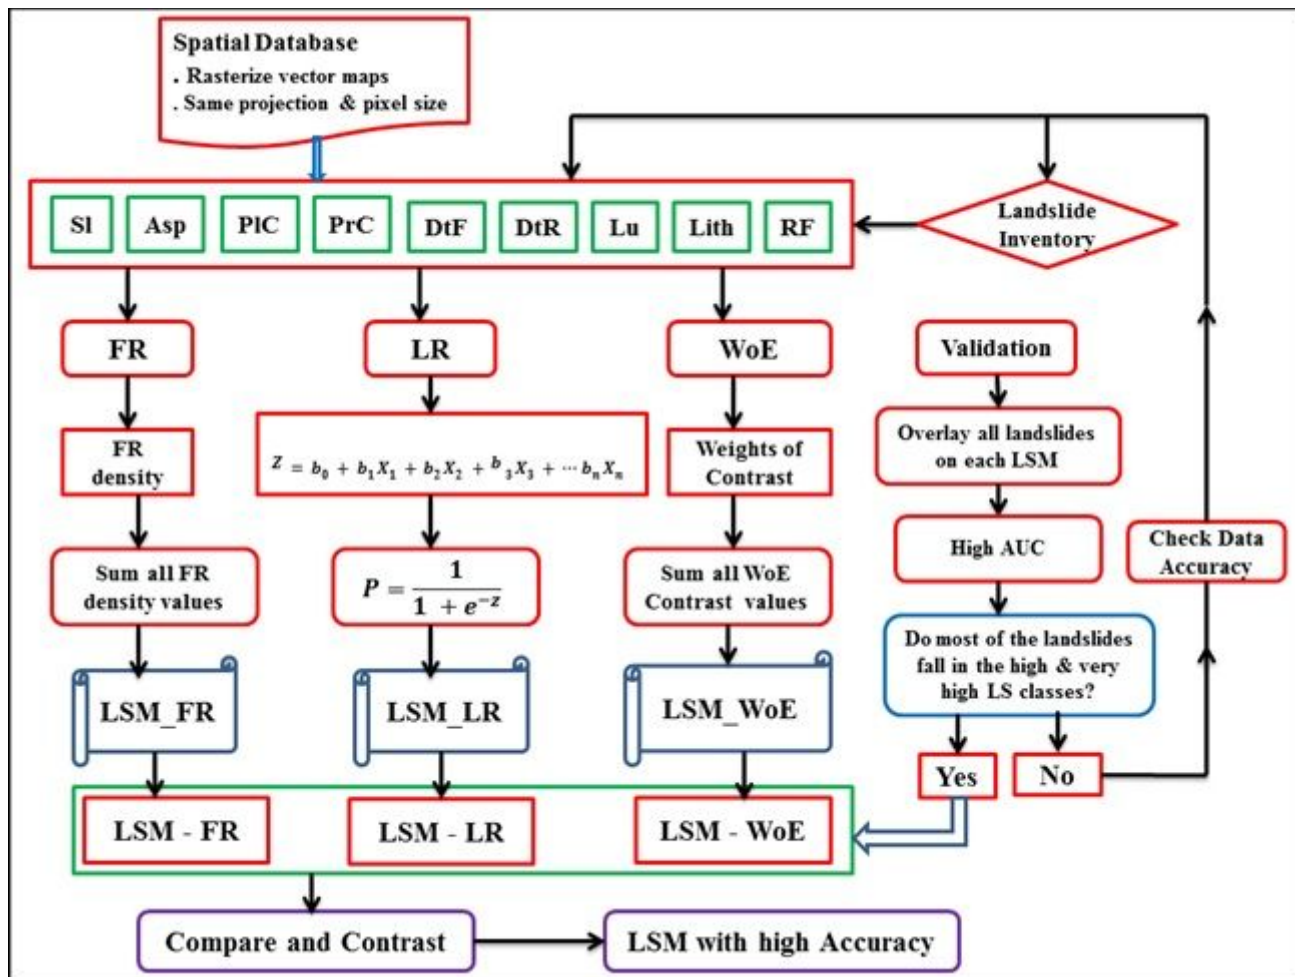 Spatial Database
. Rasterize vector maps
. Same projection & pixel size
Sl
Asp
PlC
PrC
DtF
DtR
Lu
Lith
RF
Landslide
Inventory
FR
LR
WoE
Validation
FR
density
Z = b₀ + b₁X₁ + b₂X₂ + b₃X₃ + ⋯ bₙXₙ
Weights of
Contrast
Overlay all landslides
on each LSM
Sum all FR
density values
P = 1 / (1 + e^{-z})
Sum all WoE
Contrast values
High AUC
Check Data
Accuracy
Do most of the landslides
fall in the high & very
high LS classes?
LSM_FR
LSM_LR
LSM_WoE
Yes
No
LSM - FR
LSM - LR
LSM - WoE
Compare and Contrast
LSM with high Accuracy